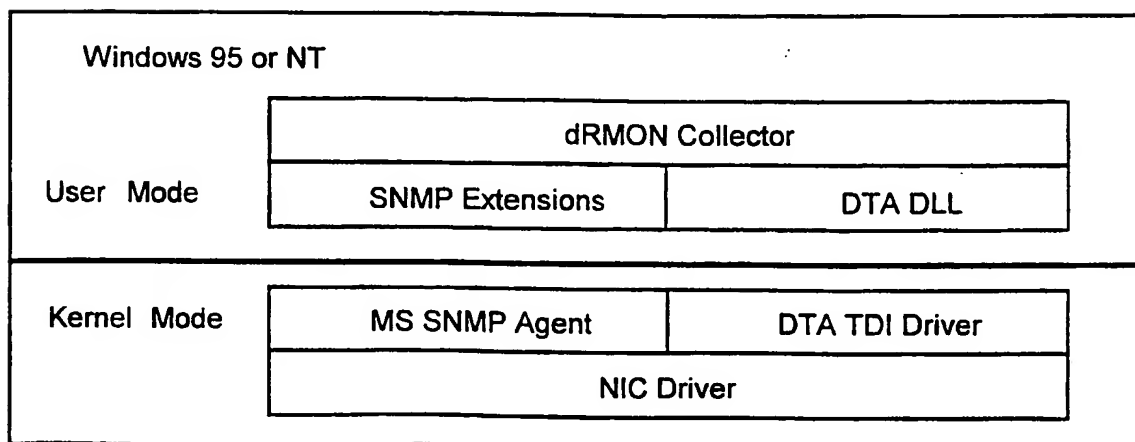 Windows 95 or NT
dRMON Collector
User Mode
SNMP Extensions
DTA DLL
Kernel Mode
MS SNMP Agent
DTA TDI Driver
NIC Driver